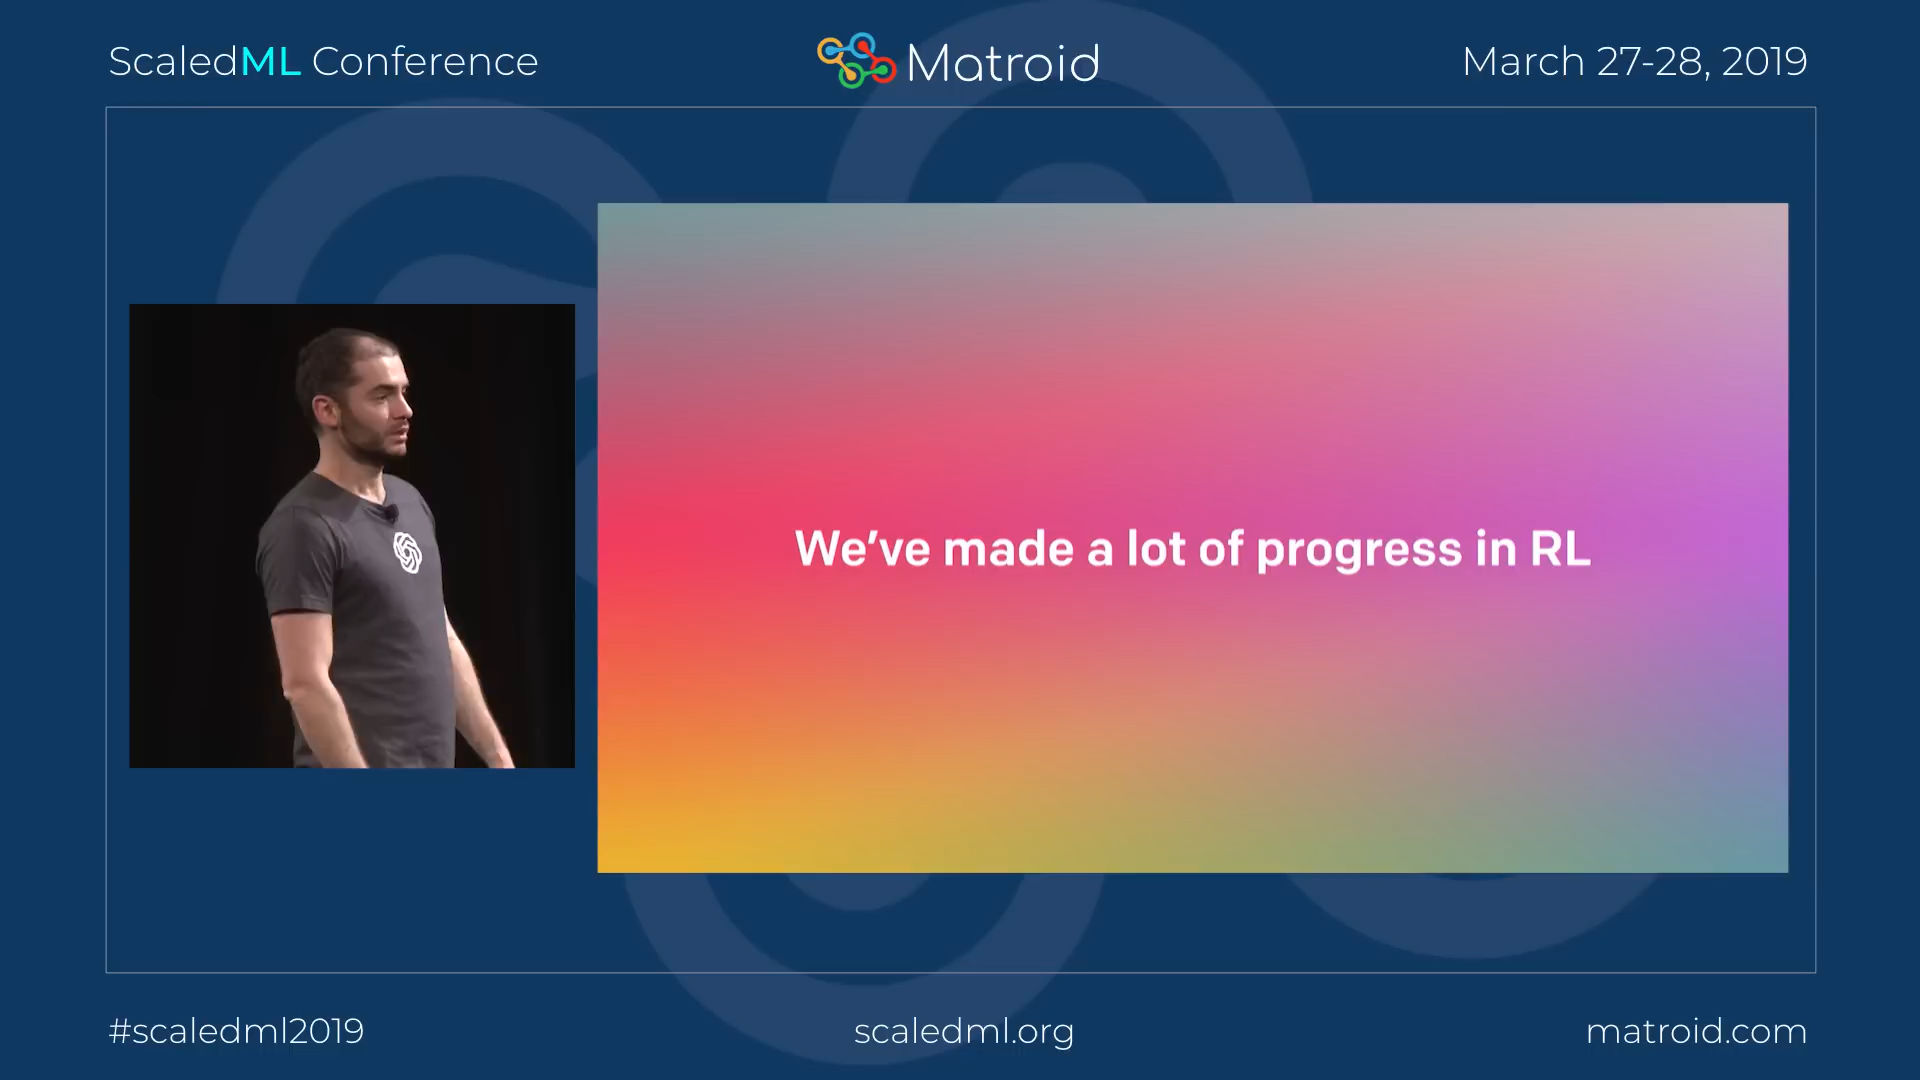 ScaledML Conference
Matroid
March 27-28, 2019
We've made a lot of progress in RL
#scaledml2019
scaledml.org
matroid.com